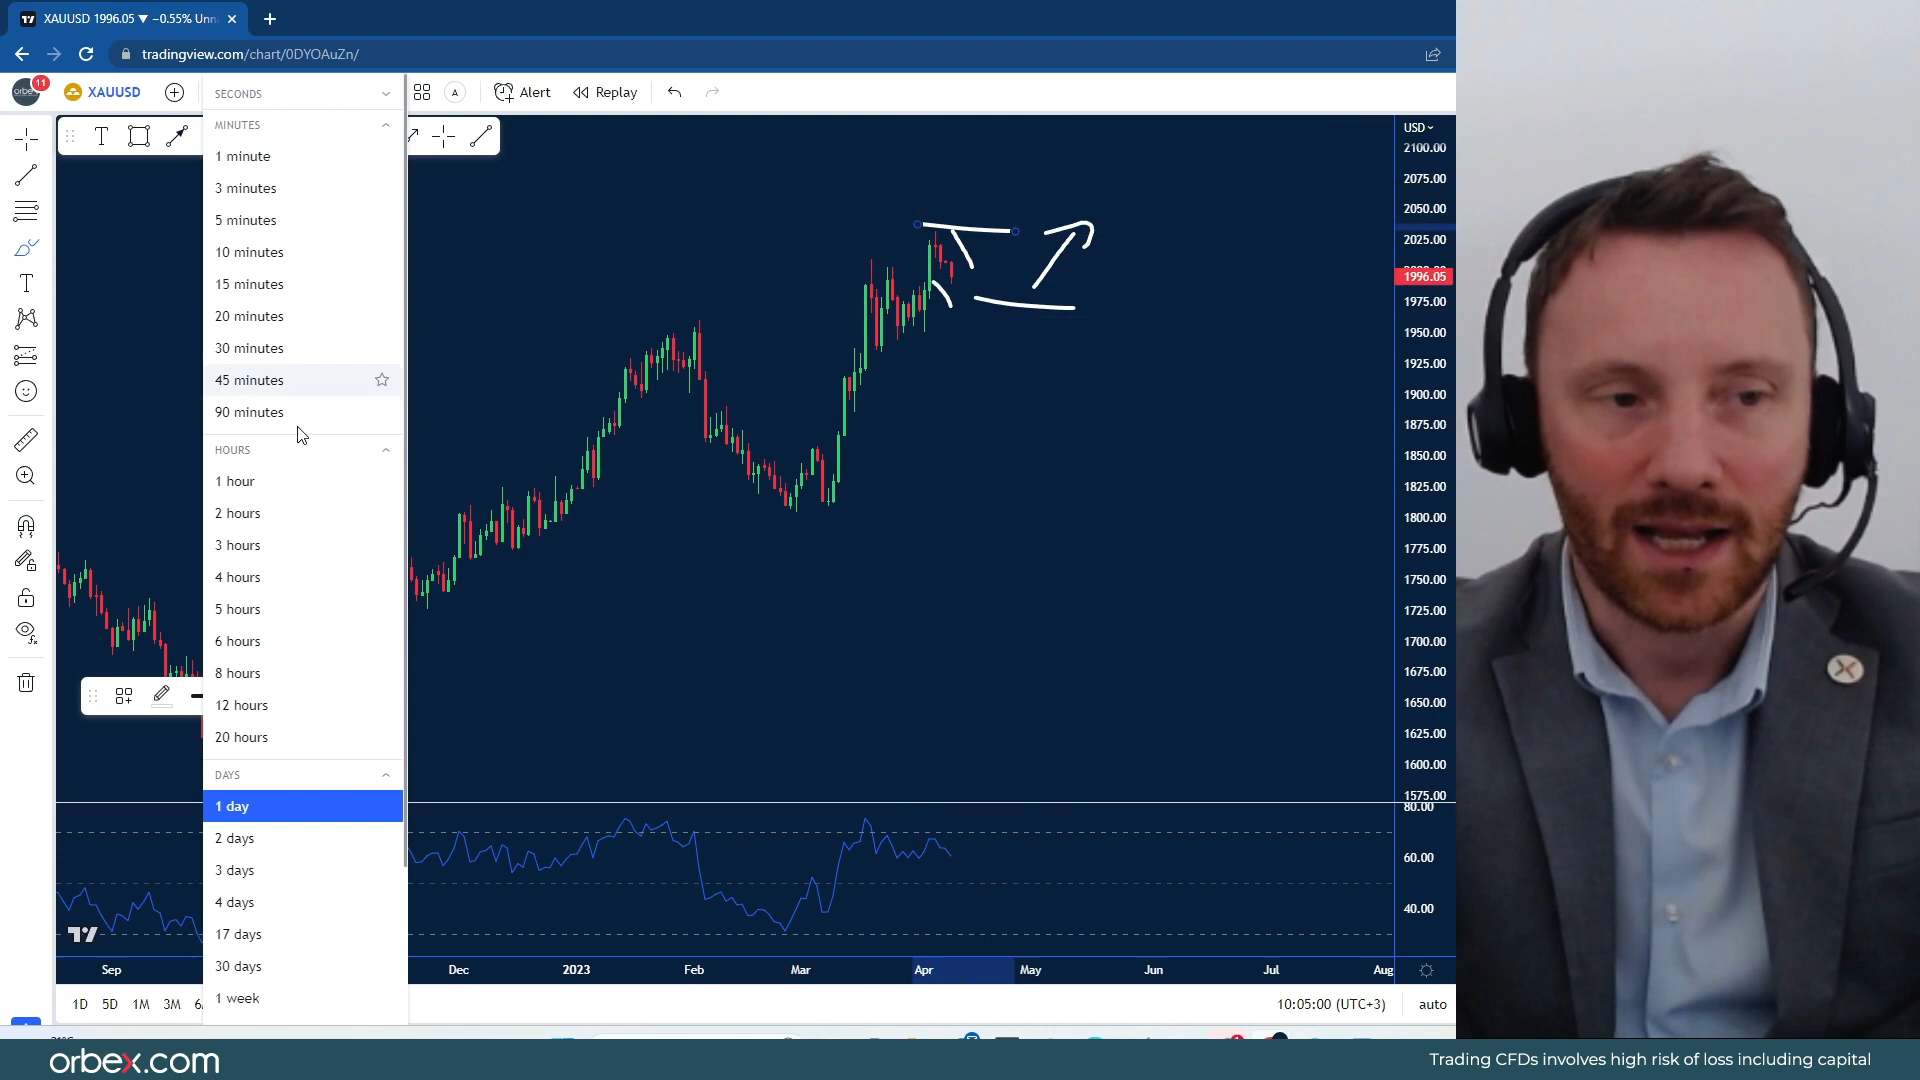 XAUUSD 1996.05 ▼ −0.55% Unn
tradingview.com/chart/0DYOAuZn/
orbex
11
XAUUSD
A
Alert
Replay
SECONDS
MINUTES
1 minute
3 minutes
5 minutes
10 minutes
15 minutes
20 minutes
30 minutes
45 minutes
90 minutes
HOURS
1 hour
2 hours
3 hours
4 hours
5 hours
6 hours
8 hours
12 hours
20 hours
DAYS
1 day
2 days
3 days
4 days
17 days
30 days
1 week
USD
2100.00
2075.00
2050.00
2025.00
1996.05
1975.00
1950.00
1925.00
1900.00
1875.00
1850.00
1825.00
1800.00
1775.00
1750.00
1725.00
1700.00
1675.00
1650.00
1625.00
1600.00
1575.00
80.00
60.00
40.00
Sep Dec 2023 Feb Mar Apr May Jun Jul Aug
1D 5D 1M 3M 10:05:00 (UTC+3) auto
orbex.com
Trading CFDs involves high risk of loss including capital